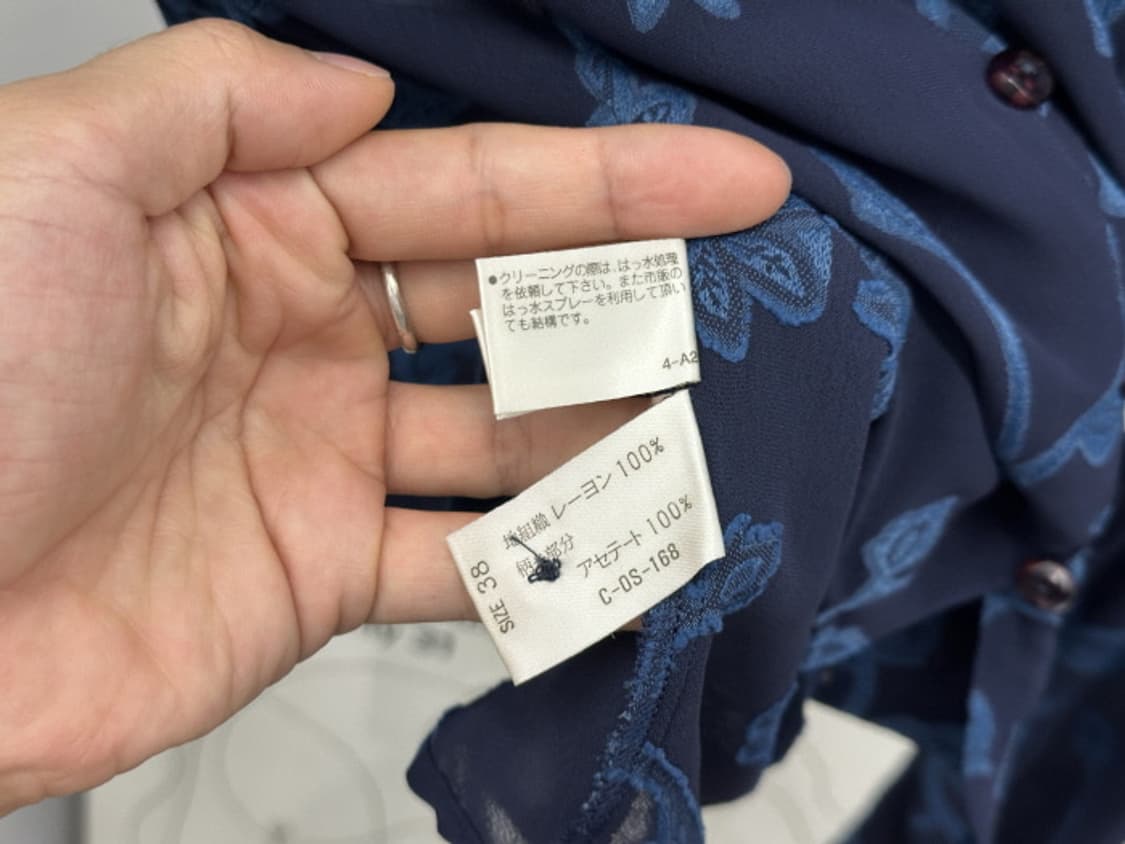 ●クリーニングの際は、はっ水処理
を依頼して下さい。また市販の
はっ水スプレーを利用して頂い
ても結構です。
4-A2
地組織 レーヨン 100%
部分
アセテート 100%
C-OS-168
SIZE 38